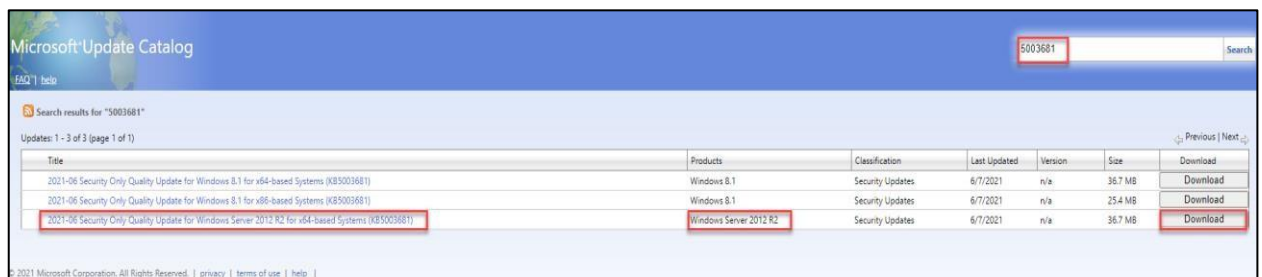 Microsoft Update Catalog
5003681 Search
FAQ | help
Search results for "5003681"
Updates: 1 - 3 of 3 (page 1 of 1) Previous | Next
Title Products Classification Last Updated Version Size Download
2021-06 Security Only Quality Update for Windows 8.1 for x64-based Systems (KB5003681) Windows 8.1 Security Updates 6/7/2021 n/a 36.7 MB Download
2021-06 Security Only Quality Update for Windows 8.1 for x86-based Systems (KB5003681) Windows 8.1 Security Updates 6/7/2021 n/a 25.4 MB Download
2021-06 Security Only Quality Update for Windows Server 2012 R2 for x64-based Systems (KB5003681) Windows Server 2012 R2 Security Updates 6/7/2021 n/a 36.7 MB Download
© 2021 Microsoft Corporation. All Rights Reserved. | privacy | terms of use | help |